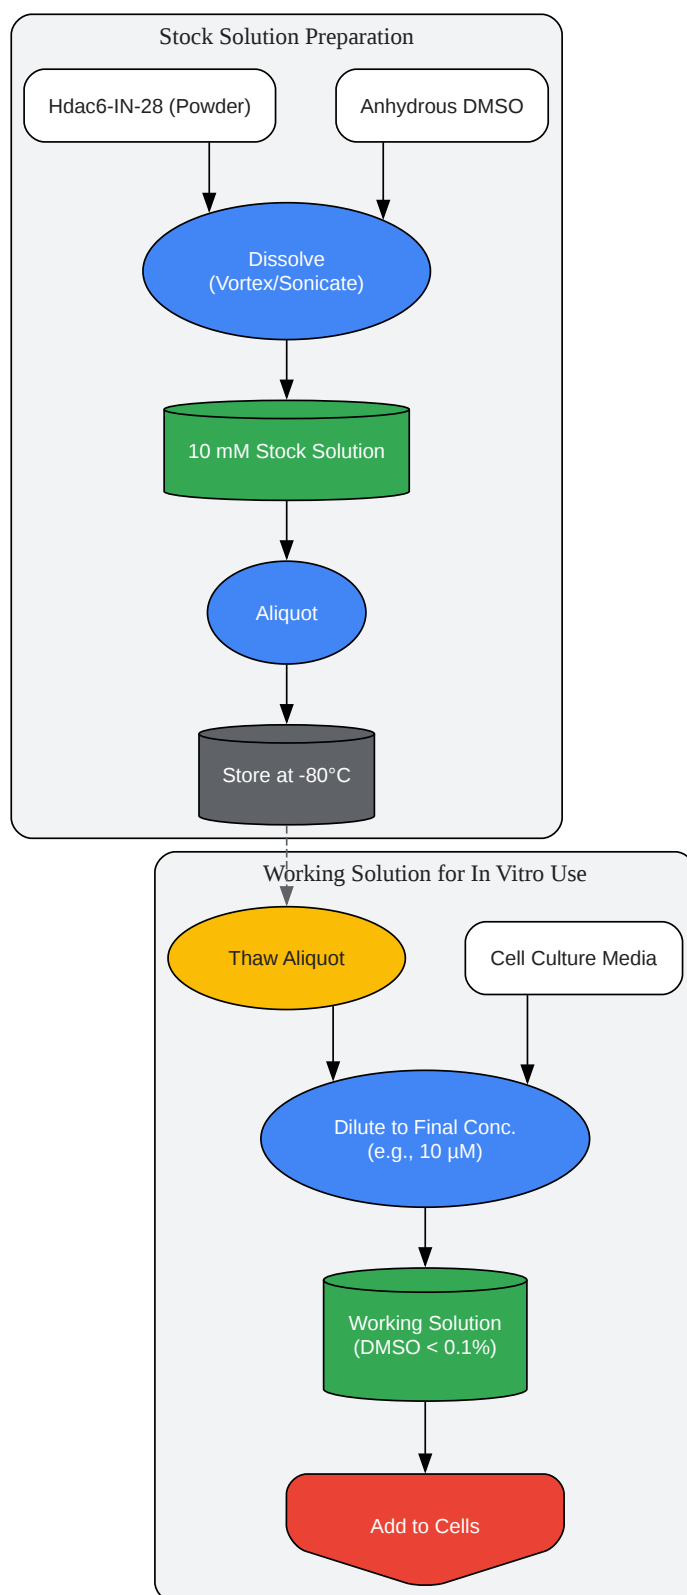 Stock Solution Preparation
Hdac6-IN-28 (Powder)
Anhydrous DMSO
Dissolve
(Vortex/Sonicate)
10 mM Stock Solution
Aliquot
Store at -80°C
Working Solution for In Vitro Use
Thaw Aliquot
Cell Culture Media
Dilute to Final Conc.
(e.g., 10 µM)
Working Solution
(DMSO < 0.1%)
Add to Cells